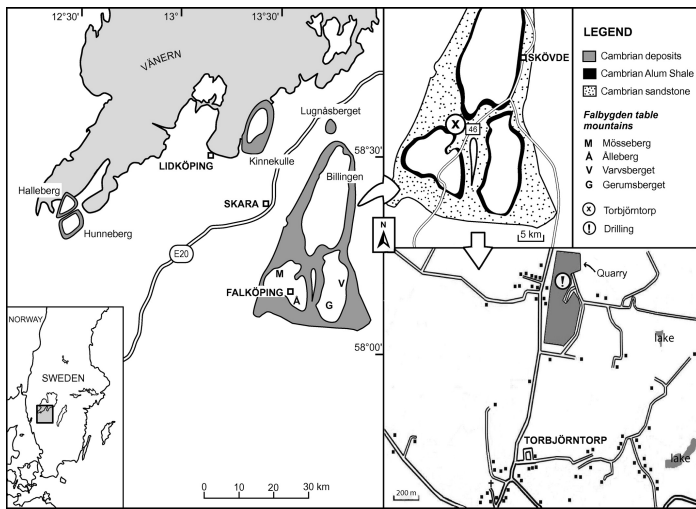 12°30'
13°
13°30'
VÄNERN
Lugnåsberget
Kinnekulle
LIDKÖPING
58°30'
Billingen
Halleberg
SKARA
Hunneberg
E20
M
V
FALKÖPING
Å
G
58°00'
NORWAY
SWEDEN
0 10 20 30 km
SKÖVDE
x
46
5 km
N
LEGEND
Cambrian deposits
Cambrian Alum Shale
Cambrian sandstone
Falbygden table
mountains
M Mösseberg
Å Ålleberg
V Varvsberget
G Gerumsberget
x Torbjörntorp
! Drilling
!
Quarry
lake
TORBJÖRNTORP
lake
200 m